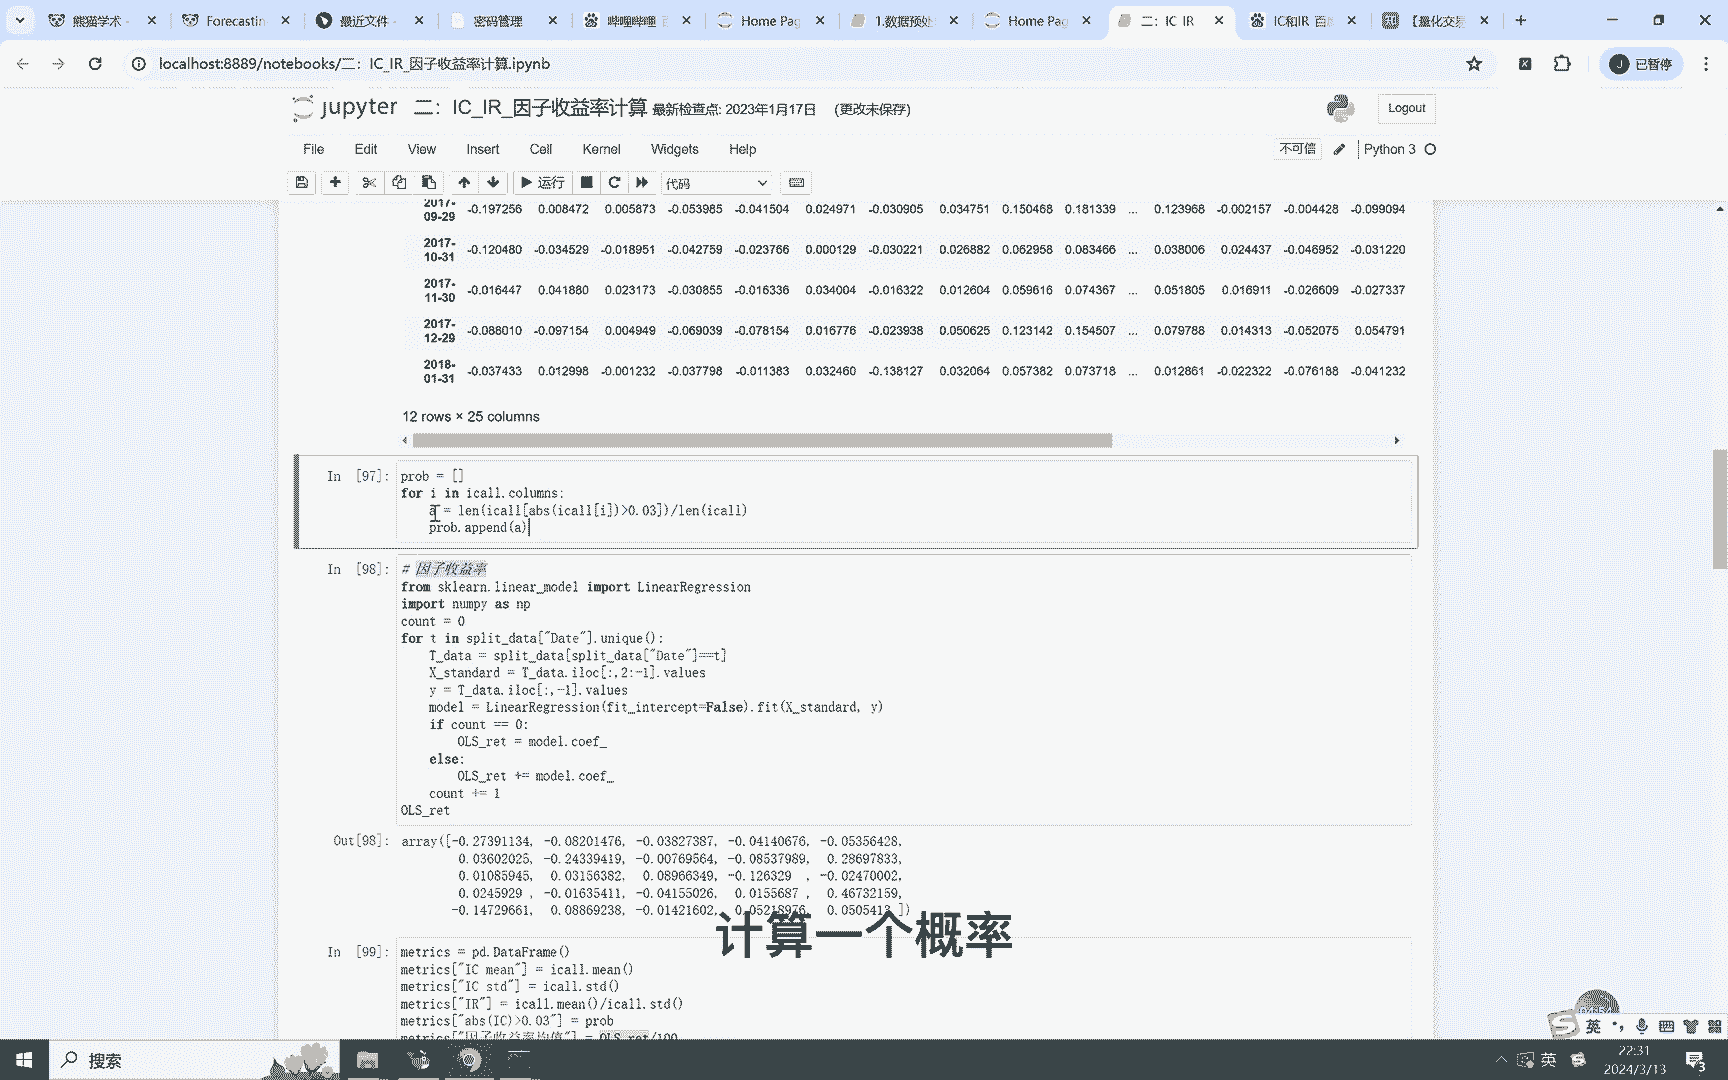 熊猫学术 -
Forecastin
最近文件 -
密码管理
哔哩哔哩 百
Home Pag
1.数据预处
Home Pag
二：IC IR
IC和IR 百度
【量化交易
localhost:8889/notebooks/二：IC_IR_因子收益率计算.ipynb
J 已暂停
jupyter 二：IC_IR_因子收益率计算 最新检查点: 2023年1月17日 (更改未保存)
Logout
File Edit View Insert Cell Kernel Widgets Help
不可信 Python 3
运行 代码
2017-09-29 -0.197256 0.008472 0.005873 -0.053985 -0.041504 0.024971 -0.030905 0.034751 0.150468 0.181339 ... 0.123968 -0.002157 -0.004428 -0.099094
2017-10-31 -0.120480 -0.034529 -0.018951 -0.042759 -0.023766 0.000129 -0.030221 0.026882 0.062958 0.083466 ... 0.038006 0.024437 -0.046952 -0.031220
2017-11-30 -0.016447 0.041880 0.023173 -0.030855 -0.016336 0.034004 -0.016322 0.012604 0.059616 0.074367 ... 0.051805 0.016911 -0.026609 -0.027337
2017-12-29 -0.088010 -0.097154 0.004949 -0.069039 -0.078154 0.016776 -0.023938 0.050625 0.123142 0.154507 ... 0.079788 0.014313 -0.052075 0.054791
2018-01-31 -0.037433 0.012998 -0.001232 -0.037798 -0.011383 0.032460 -0.138127 0.032064 0.057382 0.073718 ... 0.012861 -0.022322 -0.076188 -0.041232
12 rows × 25 columns
In [97]: prob = []
for i in icall.columns:
a = len(icall[abs(icall[i])>0.03])/len(icall)
prob.append(a)
In [98]: # 因子收益率
from sklearn.linear_model import LinearRegression
import numpy as np
count = 0
for t in split_data["Date"].unique():
T_data = split_data[split_data["Date"]==t]
X_standard = T_data.iloc[:,2:-1].values
y = T_data.iloc[:,-1].values
model = LinearRegression(fit_intercept=False).fit(X_standard, y)
if count == 0:
OLS_ret = model.coef_
else:
OLS_ret += model.coef_
count += 1
OLS_ret
Out[98]: array([-0.27391134, -0.08201476, -0.03827387, -0.04140676, -0.05356428,
0.03602025, -0.24339419, -0.00769564, -0.08537989, 0.28697833,
0.01085945, 0.03156382, 0.08966349, -0.126329 , -0.02470002,
0.0245929 , -0.01635411, -0.04155026, 0.0155687 , 0.46732159,
-0.14729661, 0.08869238, -0.01421602, 0.05218976, 0.0505413 ])
计算一个概率
In [99]: metrics = pd.DataFrame()
metrics["IC mean"] = icall.mean()
metrics["IC std"] = icall.std()
metrics["IR"] = icall.mean()/icall.std()
metrics["abs(IC)>0.03"] = prob
metrics["因子收益率均值"] = OLS_ret/100
英
搜索
英
22:31
2024/3/13
3